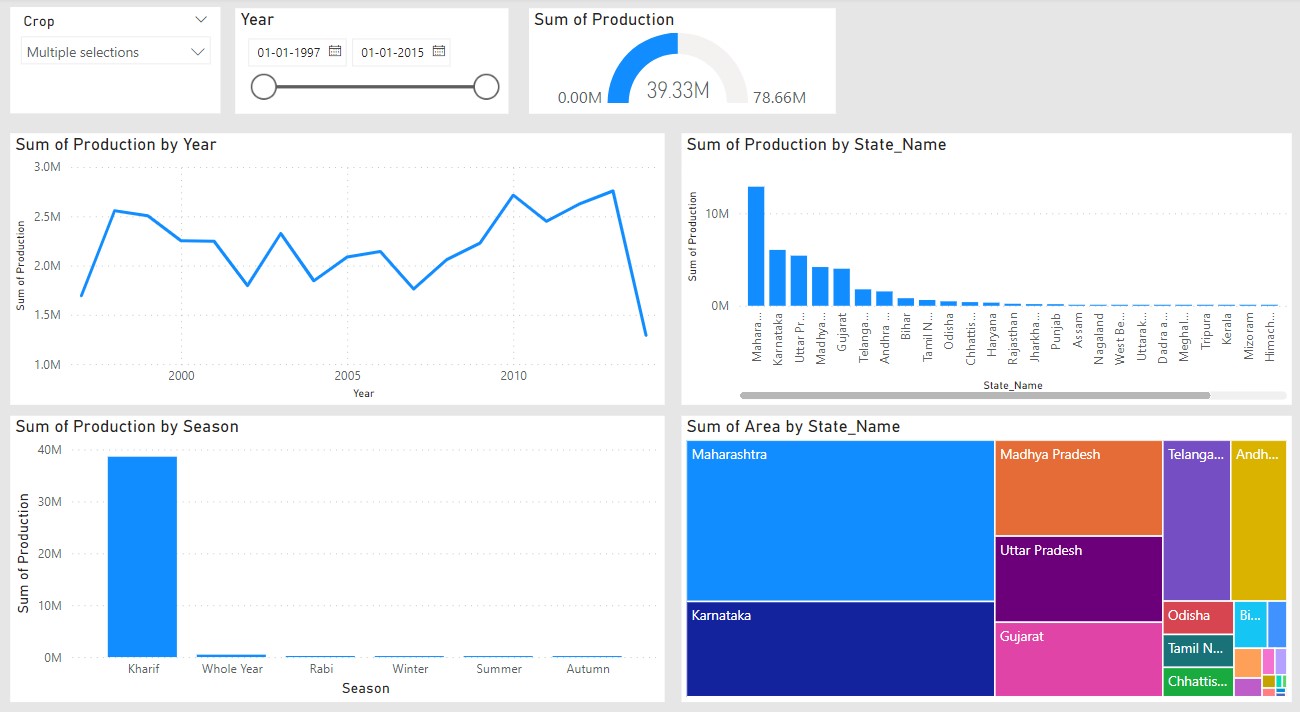 Crop
Multiple selections
Year
01-01-1997
01-01-2015
Sum of Production
39.33M
0.00M
78.66M
Sum of Production by Year
Sum of Production
3.0M
2.5M
2.0M
1.5M
1.0M
2000
2005
2010
Year
Sum of Production by State_Name
Sum of Production
10M
0M
Mahara...
Karnataka
Uttar Pr...
Madhya ...
Gujarat
Telanga...
Andhra ...
Bihar
Tamil N...
Odisha
Chhattis...
Haryana
Rajasthan
Jharkha...
Punjab
Assam
Nagaland
West Be...
Uttarak...
Dadra a...
Meghal...
Tripura
Kerala
Mizoram
Himach...
State_Name
Sum of Production by Season
Sum of Production
40M
30M
20M
10M
0M
Kharif
Whole Year
Rabi
Winter
Summer
Autumn
Season
Sum of Area by State_Name
Maharashtra
Karnataka
Madhya Pradesh
Uttar Pradesh
Gujarat
Telanga...
Andh...
Odisha
Bi...
Tamil N...
Chhattis...